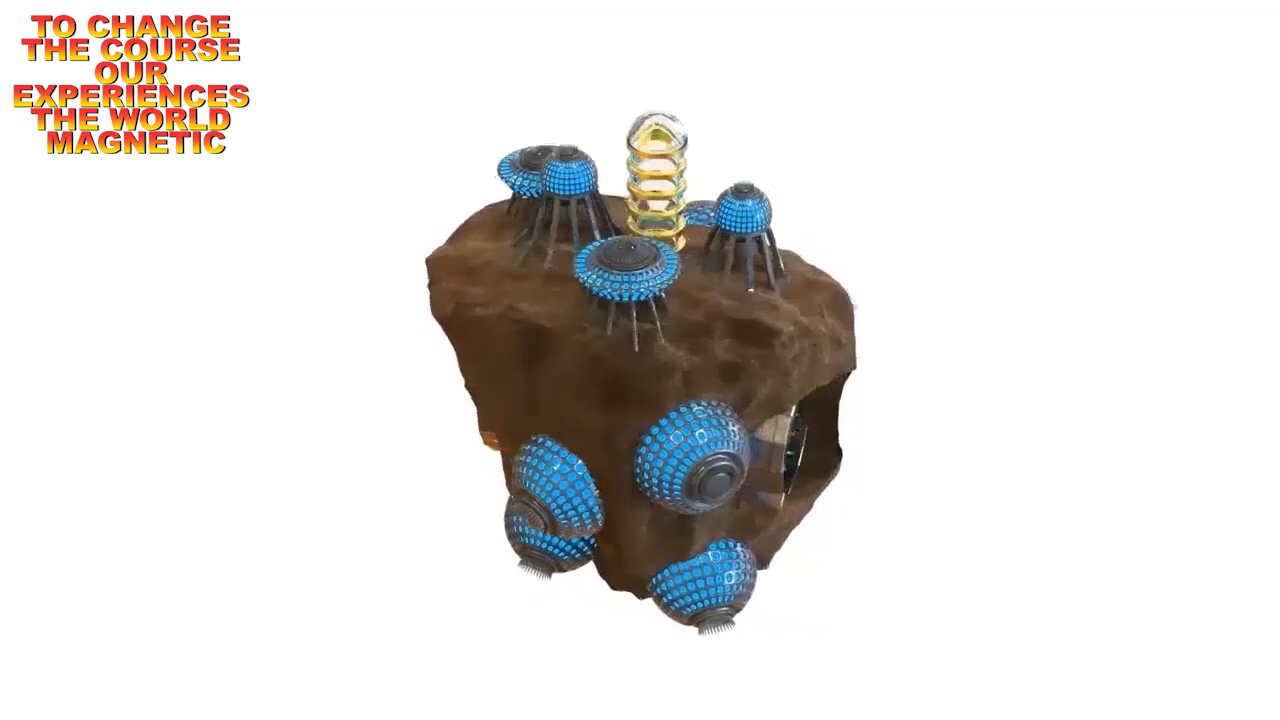 TO CHANGE
THE COURSE
OUR
EXPERIENCES
THE WORLD
MAGNETIC